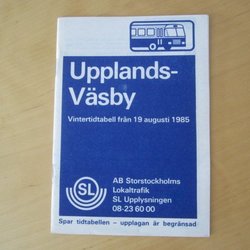 Upplands-
Väsby
Vintertidtabell från 19 augusti 1985
SL
AB Storstockholms
Lokaltrafik
SL Upplysningen
08-23 60 00
Spar tidtabellen – upplagan är begränsad